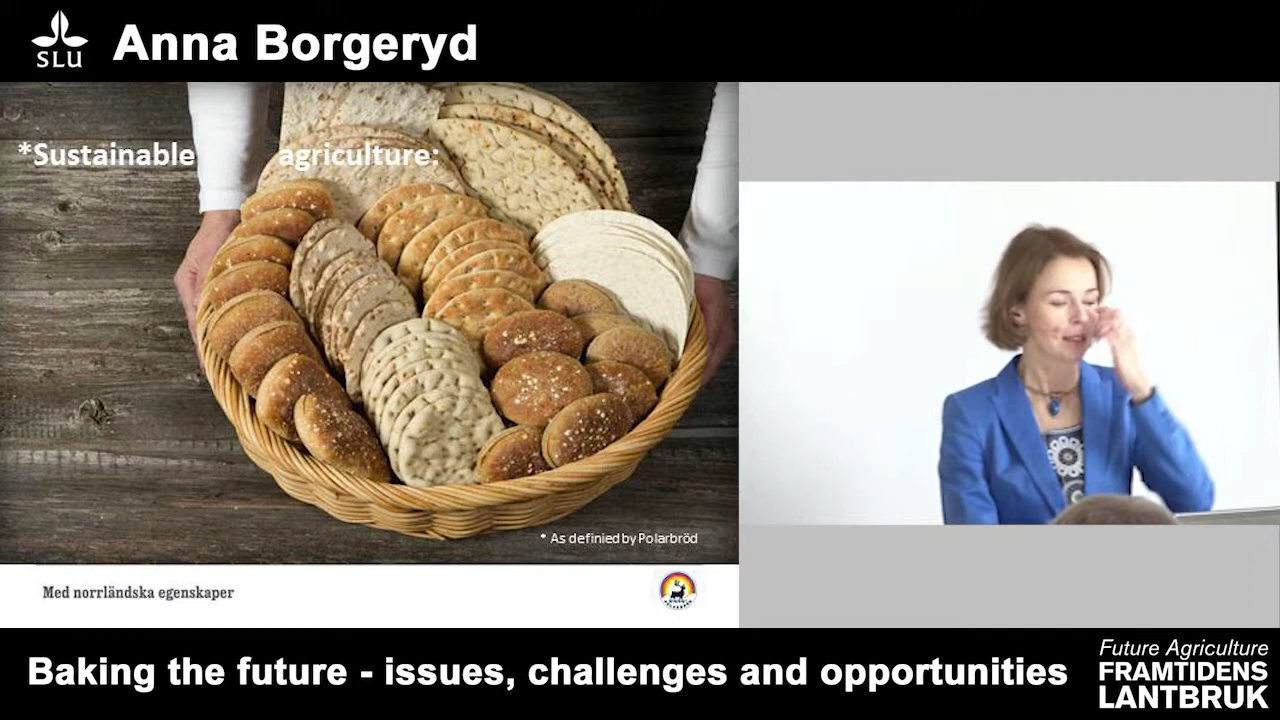 SLU
Anna Borgeryd
*Sustainable agriculture:
* As definied by Polarbröd
Med norrländska egenskaper
Baking the future - issues, challenges and opportunities
Future Agriculture
FRAMTIDENS
LANTBRUK